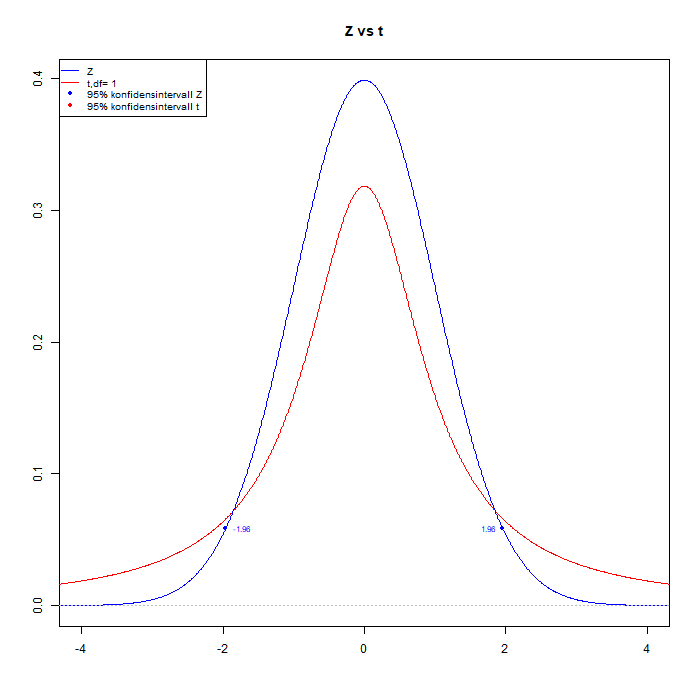 Z vs t
Z
t,df= 1
95% konfidensintervall Z
95% konfidensintervall t
0.4
0.3
0.2
0.1
0.0
-1.96
1.96
-4
-2
0
2
4